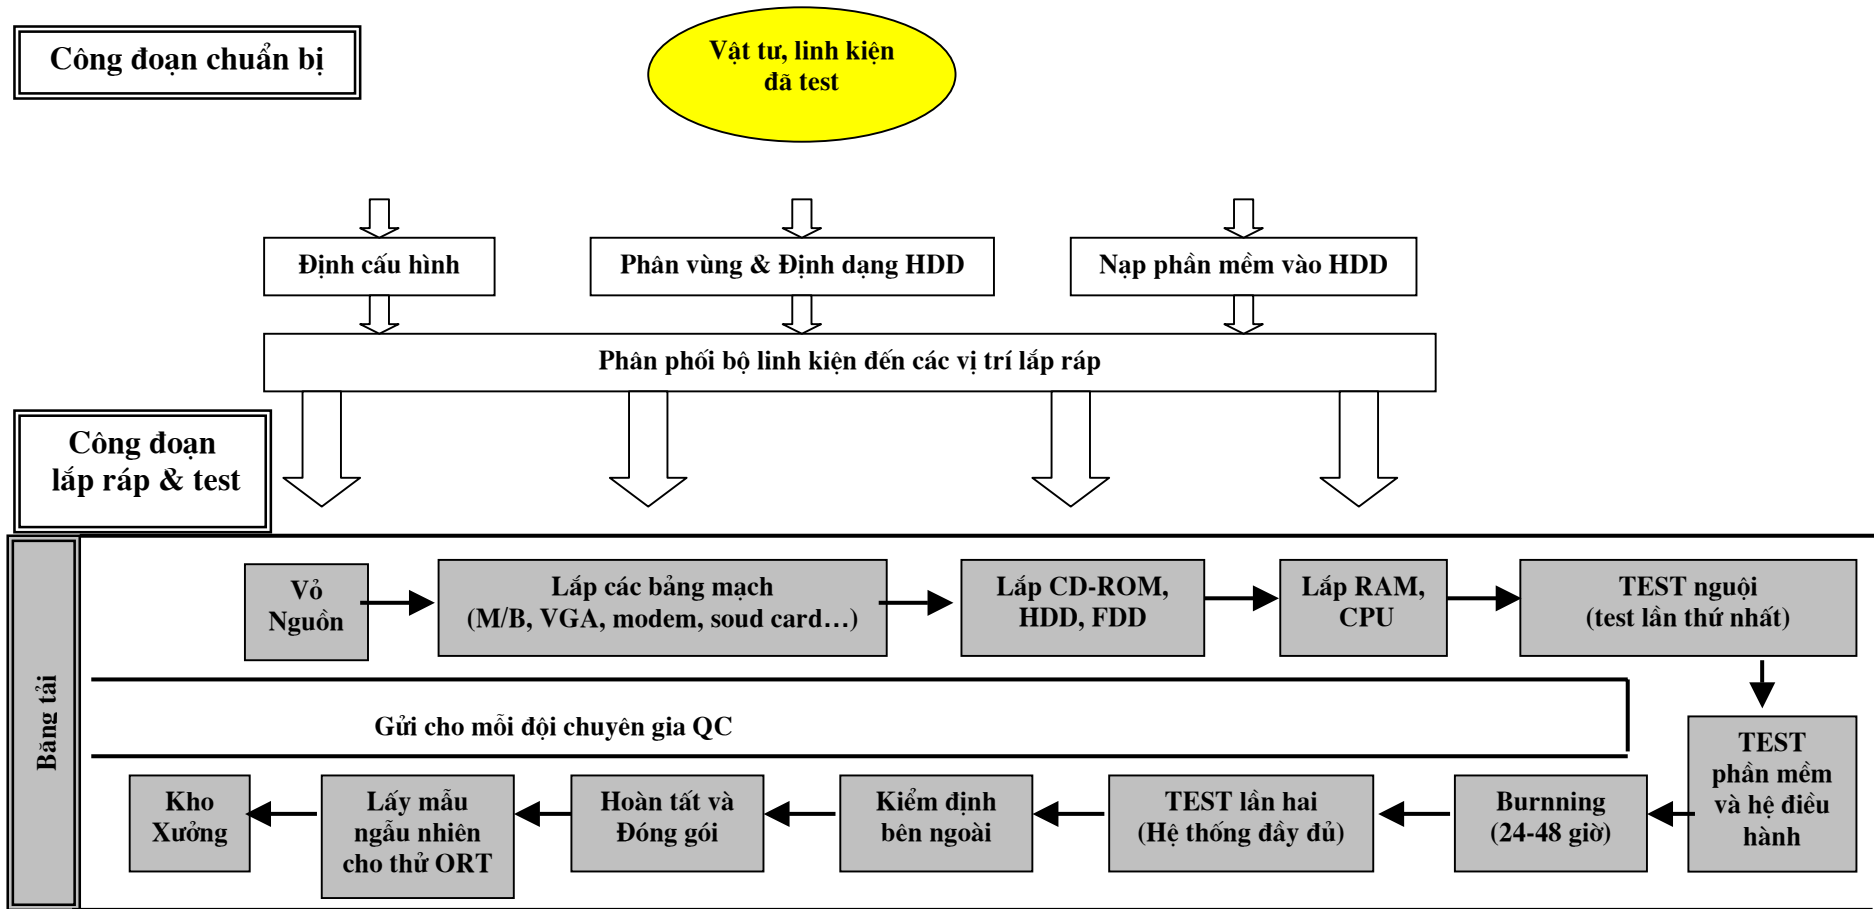 Công đoạn chuẩn bị
Vật tư, linh kiện
đã test
Định cấu hình
Phân vùng & Định dạng HDD
Nạp phần mềm vào HDD
Phân phối bộ linh kiện đến các vị trí lắp ráp
Công đoạn
lắp ráp & test
Băng tải
Vỏ
Nguồn
Lắp các bảng mạch
(M/B, VGA, modem, soud card…)
Lắp CD-ROM,
HDD, FDD
Lắp RAM,
CPU
TEST nguội
(test lần thứ nhất)
Gửi cho mỗi đội chuyên gia QC
TEST
phần mềm
và hệ điều
hành
Burnning
(24-48 giờ)
TEST lần hai
(Hệ thống đầy đủ)
Kiểm định
bên ngoài
Hoàn tất và
Đóng gói
Lấy mẫu
ngẫu nhiên
cho thử ORT
Kho
Xưởng